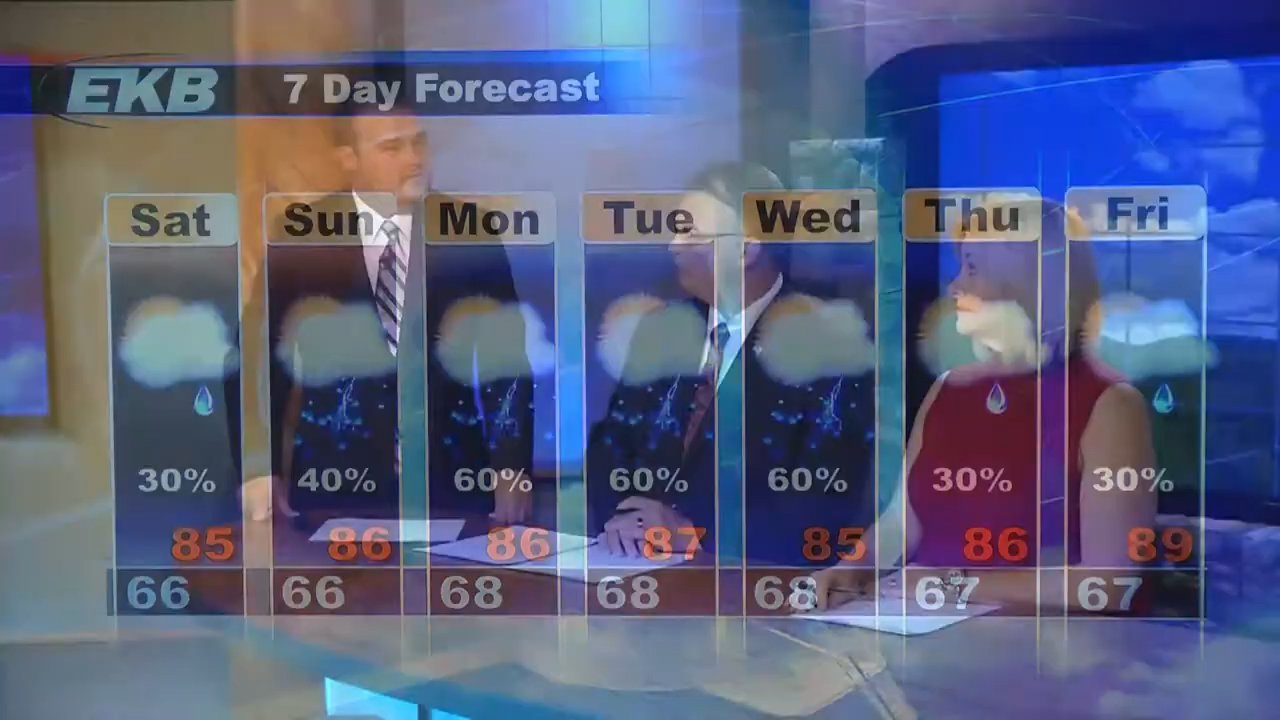 EKB 7 Day Forecast
Sat Sun Mon Tue Wed Thu Fri
30% 40% 60% 60% 60% 30% 30%
85 86 86 87 85 86 89
66 66 68 68 68 67 67